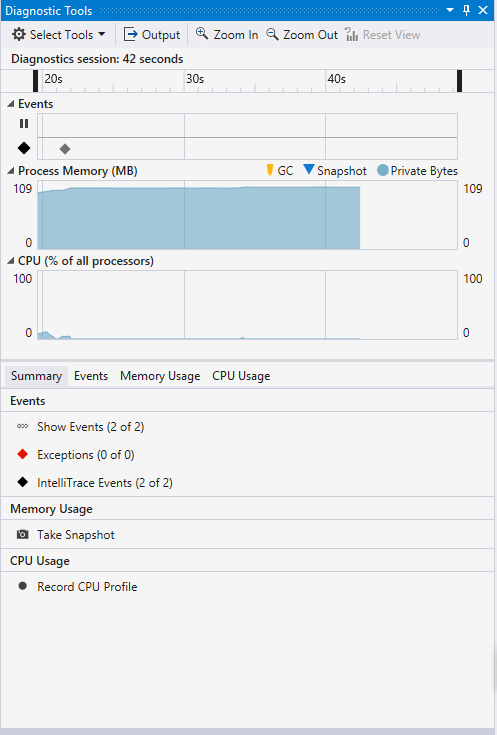 Diagnostic Tools
Select Tools Output Zoom In Zoom Out Reset View
Diagnostics session: 42 seconds
20s 30s 40s
Events
Process Memory (MB) GC Snapshot Private Bytes
109 109
0 0
CPU (% of all processors)
100 100
0 0
Summary Events Memory Usage CPU Usage
Events
Show Events (2 of 2)
Exceptions (0 of 0)
IntelliTrace Events (2 of 2)
Memory Usage
Take Snapshot
CPU Usage
Record CPU Profile